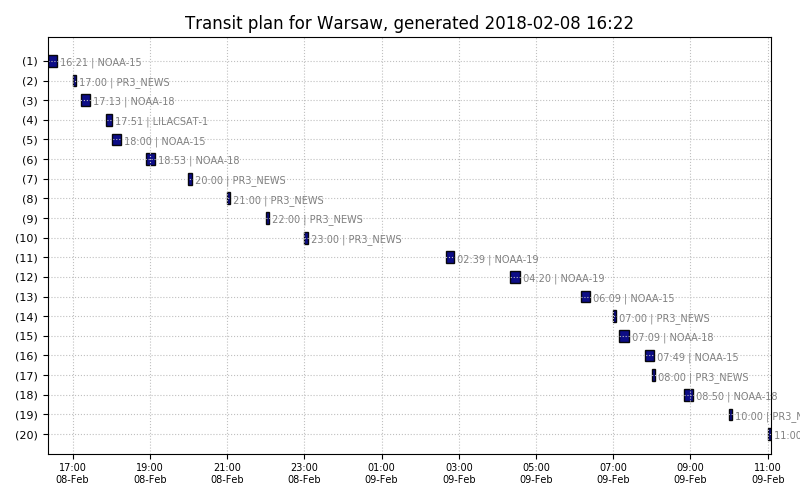 Transit plan for Warsaw, generated 2018-02-08 16:22
(1) 16:21 | NOAA-15
(2) 17:00 | PR3_NEWS
(3) 17:13 | NOAA-18
(4) 17:51 | LILACSAT-1
(5) 18:00 | NOAA-15
(6) 18:53 | NOAA-18
(7) 20:00 | PR3_NEWS
(8) 21:00 | PR3_NEWS
(9) 22:00 | PR3_NEWS
(10) 23:00 | PR3_NEWS
(11) 02:39 | NOAA-19
(12) 04:20 | NOAA-19
(13) 06:09 | NOAA-15
(14) 07:00 | PR3_NEWS
(15) 07:09 | NOAA-18
(16) 07:49 | NOAA-15
(17) 08:00 | PR3_NEWS
(18) 08:50 | NOAA-18
(19) 10:00 | PR3_N
(20) 11:00
17:00 19:00 21:00 23:00 01:00 03:00 05:00 07:00 09:00 11:00
08-Feb 08-Feb 08-Feb 08-Feb 09-Feb 09-Feb 09-Feb 09-Feb 09-Feb 09-Feb